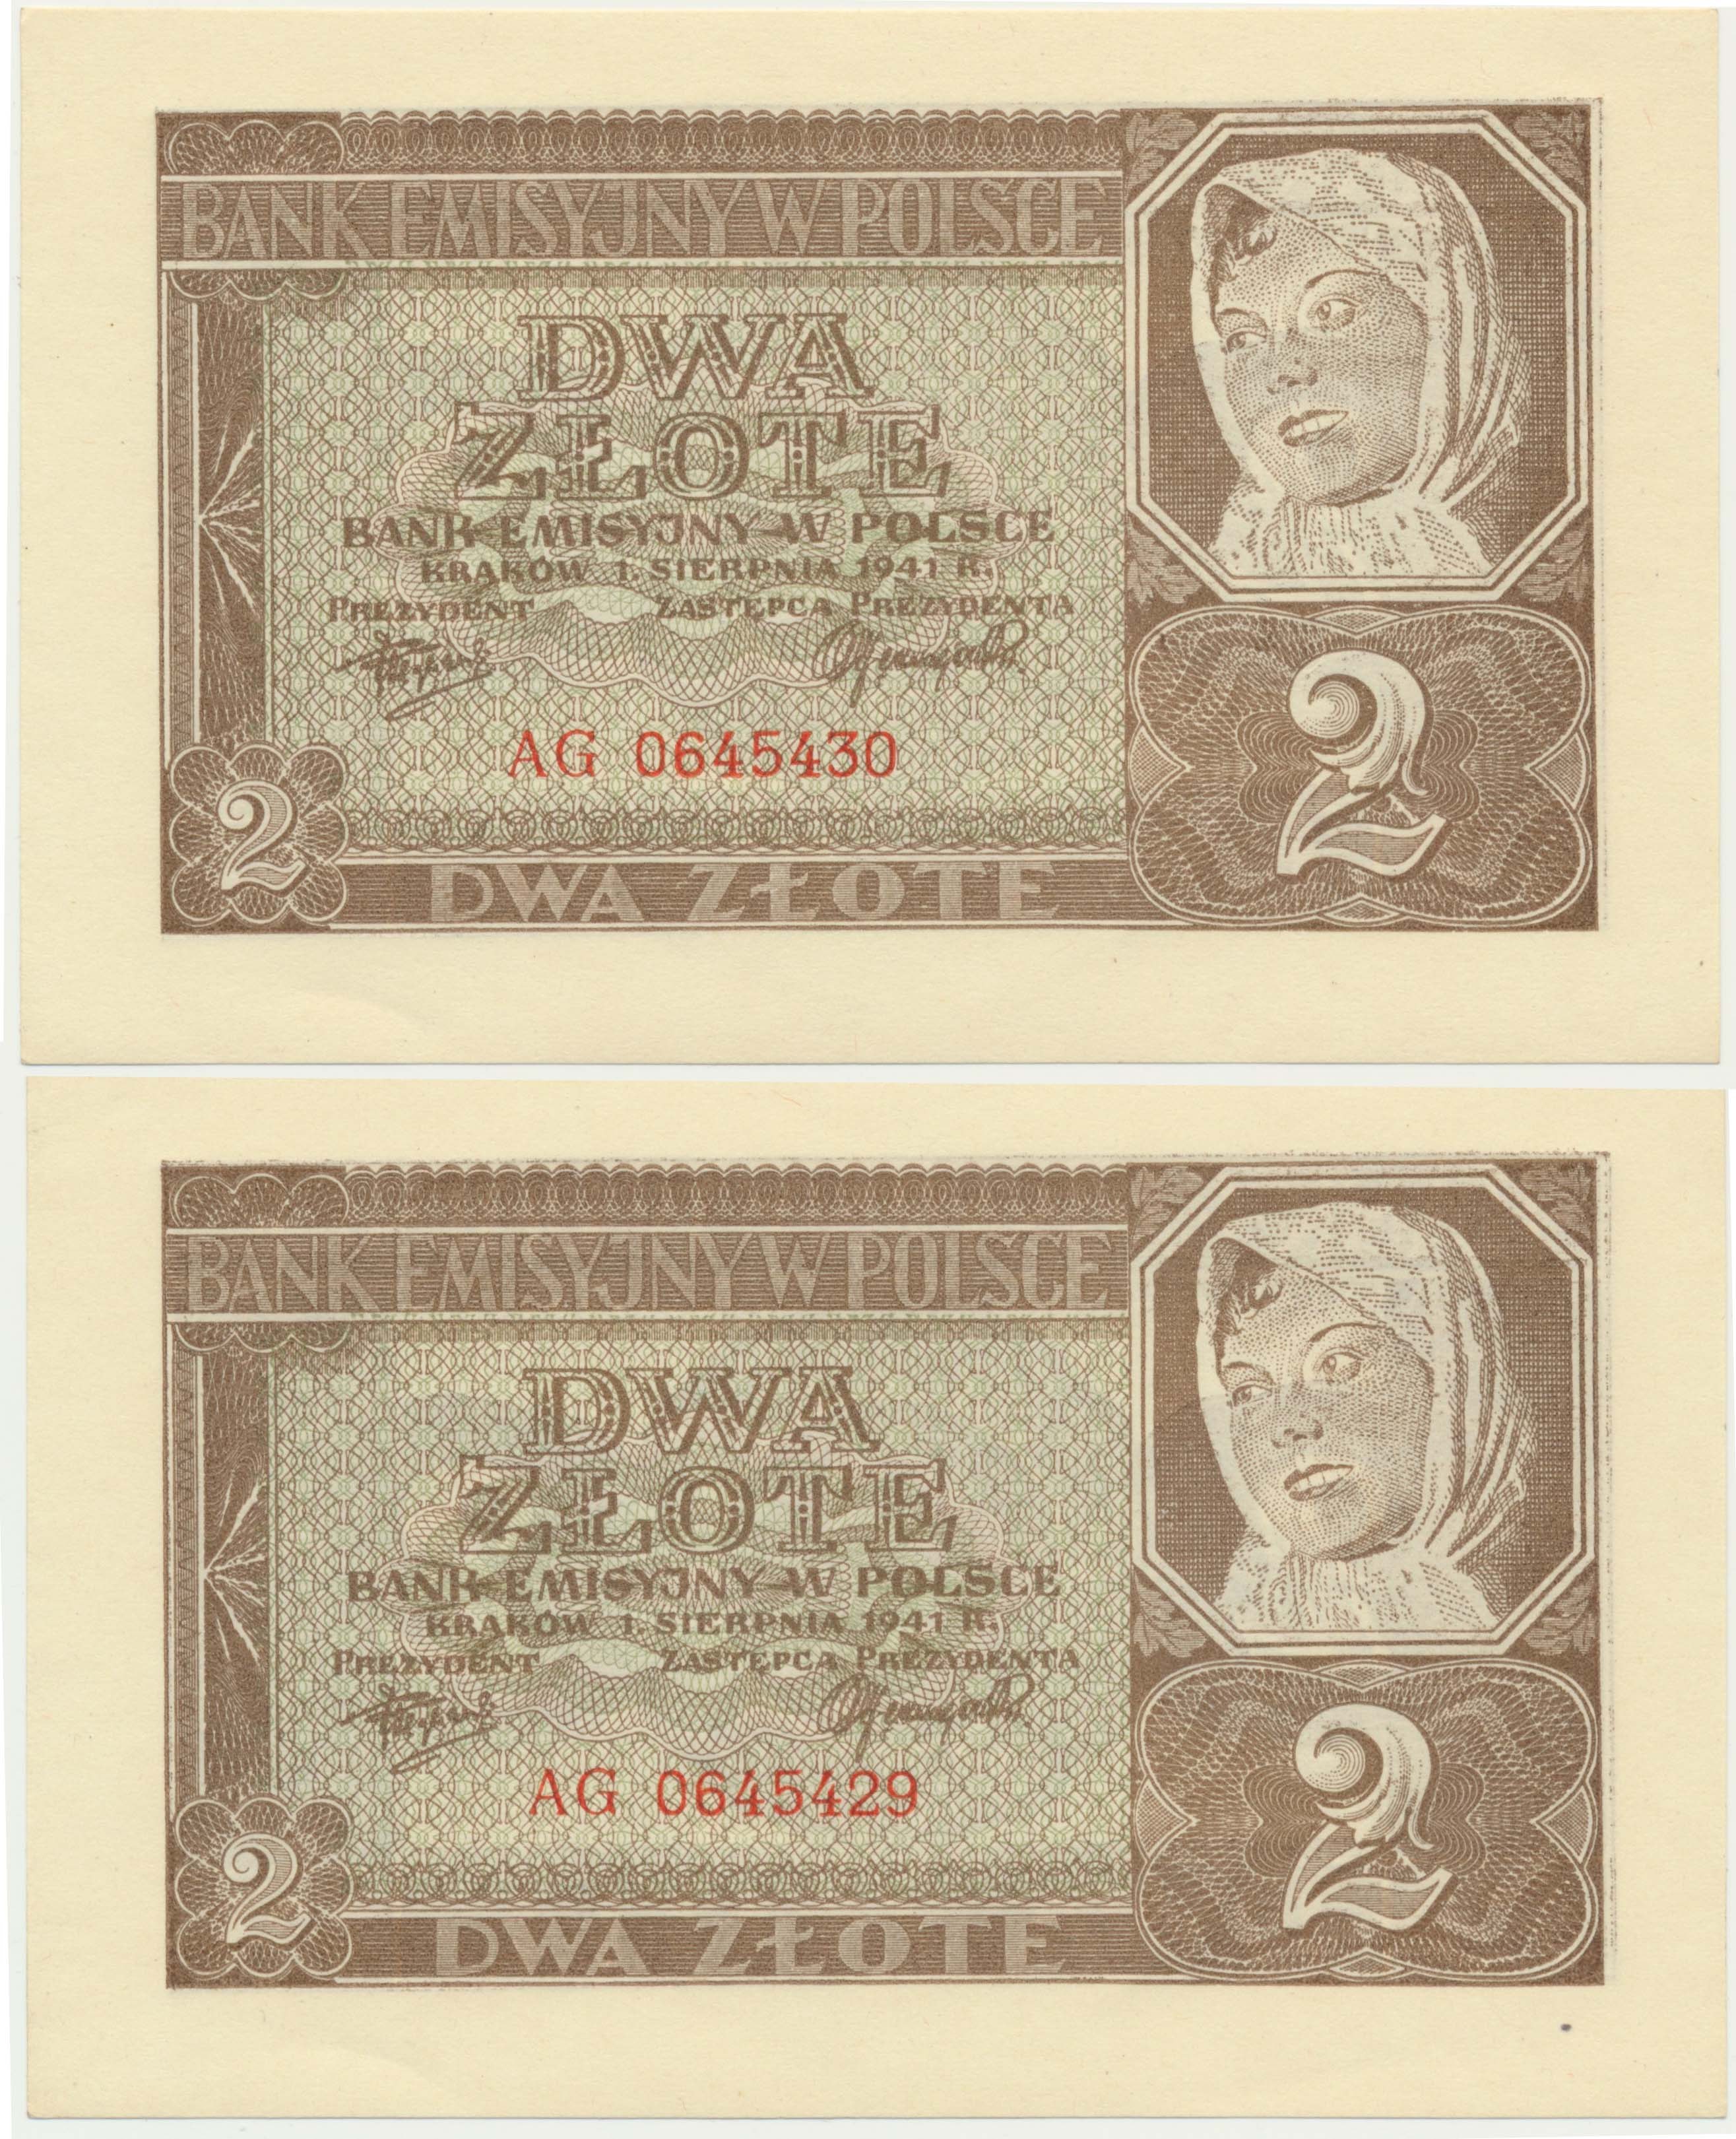 BANK EMISYJNY W POLSCE
DWA
ZŁOTE
BANK EMISYJNY W POLSCE
KRAKÓW 1. SIERPNIA 1941 R.
PREZYDENT ZASTĘPCA PREZYDENTA
AG 0645430
2
2
DWA ZŁOTE
BANK EMISYJNY W POLSCE
DWA
ZŁOTE
BANK EMISYJNY W POLSCE
KRAKÓW 1. SIERPNIA 1941 R.
PREZYDENT ZASTĘPCA PREZYDENTA
AG 0645429
2
2
DWA ZŁOTE